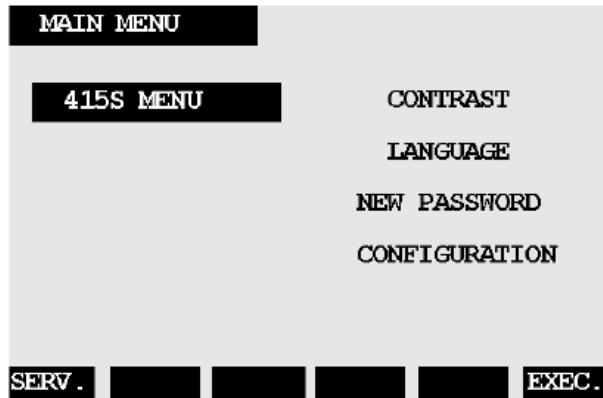 MAIN MENU
415S MENU
CONTRAST
LANGUAGE
NEW PASSWORD
CONFIGURATION
SERV. EXEC.